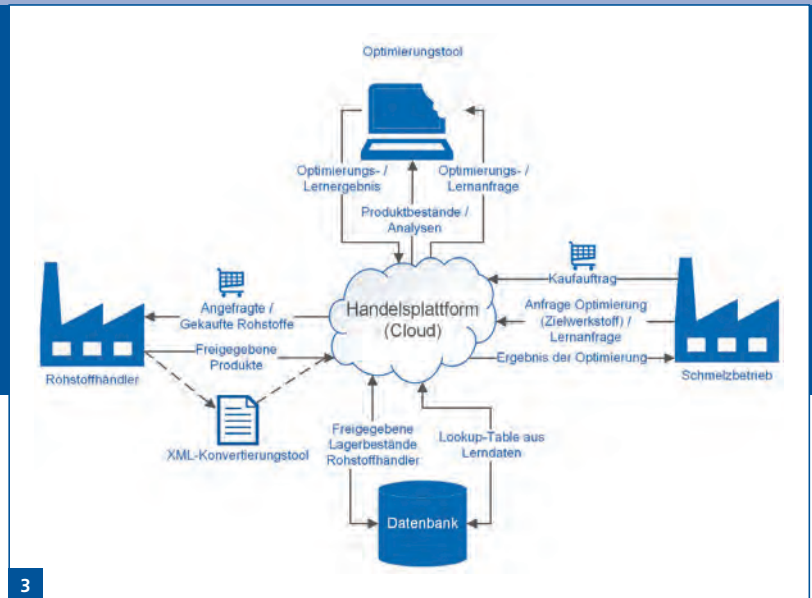 Optimierungstool
Optimierungs- /
Lernergebnis
Optimierungs- /
Lernanfrage
Produktbestände /
Analysen
Handelsplattform
(Cloud)
Angefragte /
Gekaufte Rohstoffe
Freigegebene
Produkte
Rohstoffhändler
XML-Konvertierungstool
Kaufauftrag
Anfrage Optimierung
(Zielwerkstoff) /
Lernanfrage
Ergebnis der Optimierung
Schmelzbetrieb
Freigegebene
Lagerbestände
Rohstoffhändler
Lookup-Table aus
Lerndaten
Datenbank
3